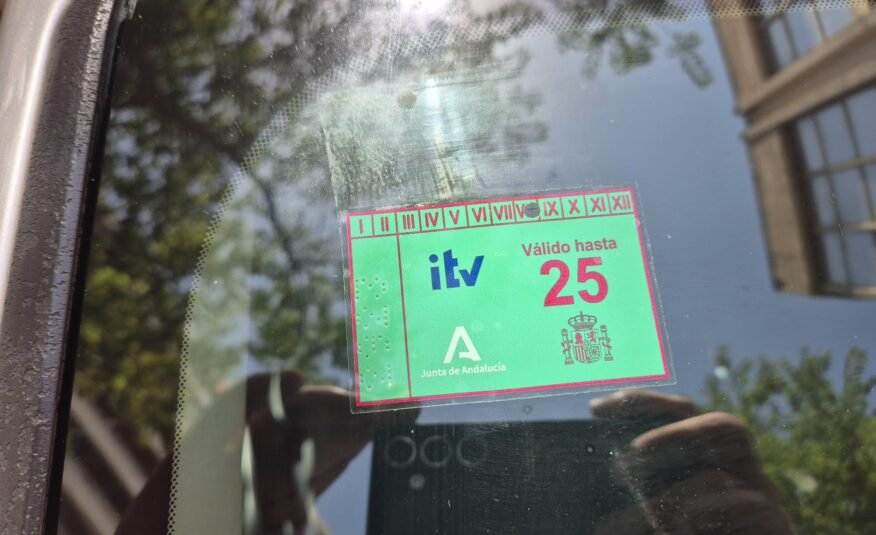 I II III IV V VI VII V IX X XI XII
itv
Válido hasta
25
Junta de Andalucía